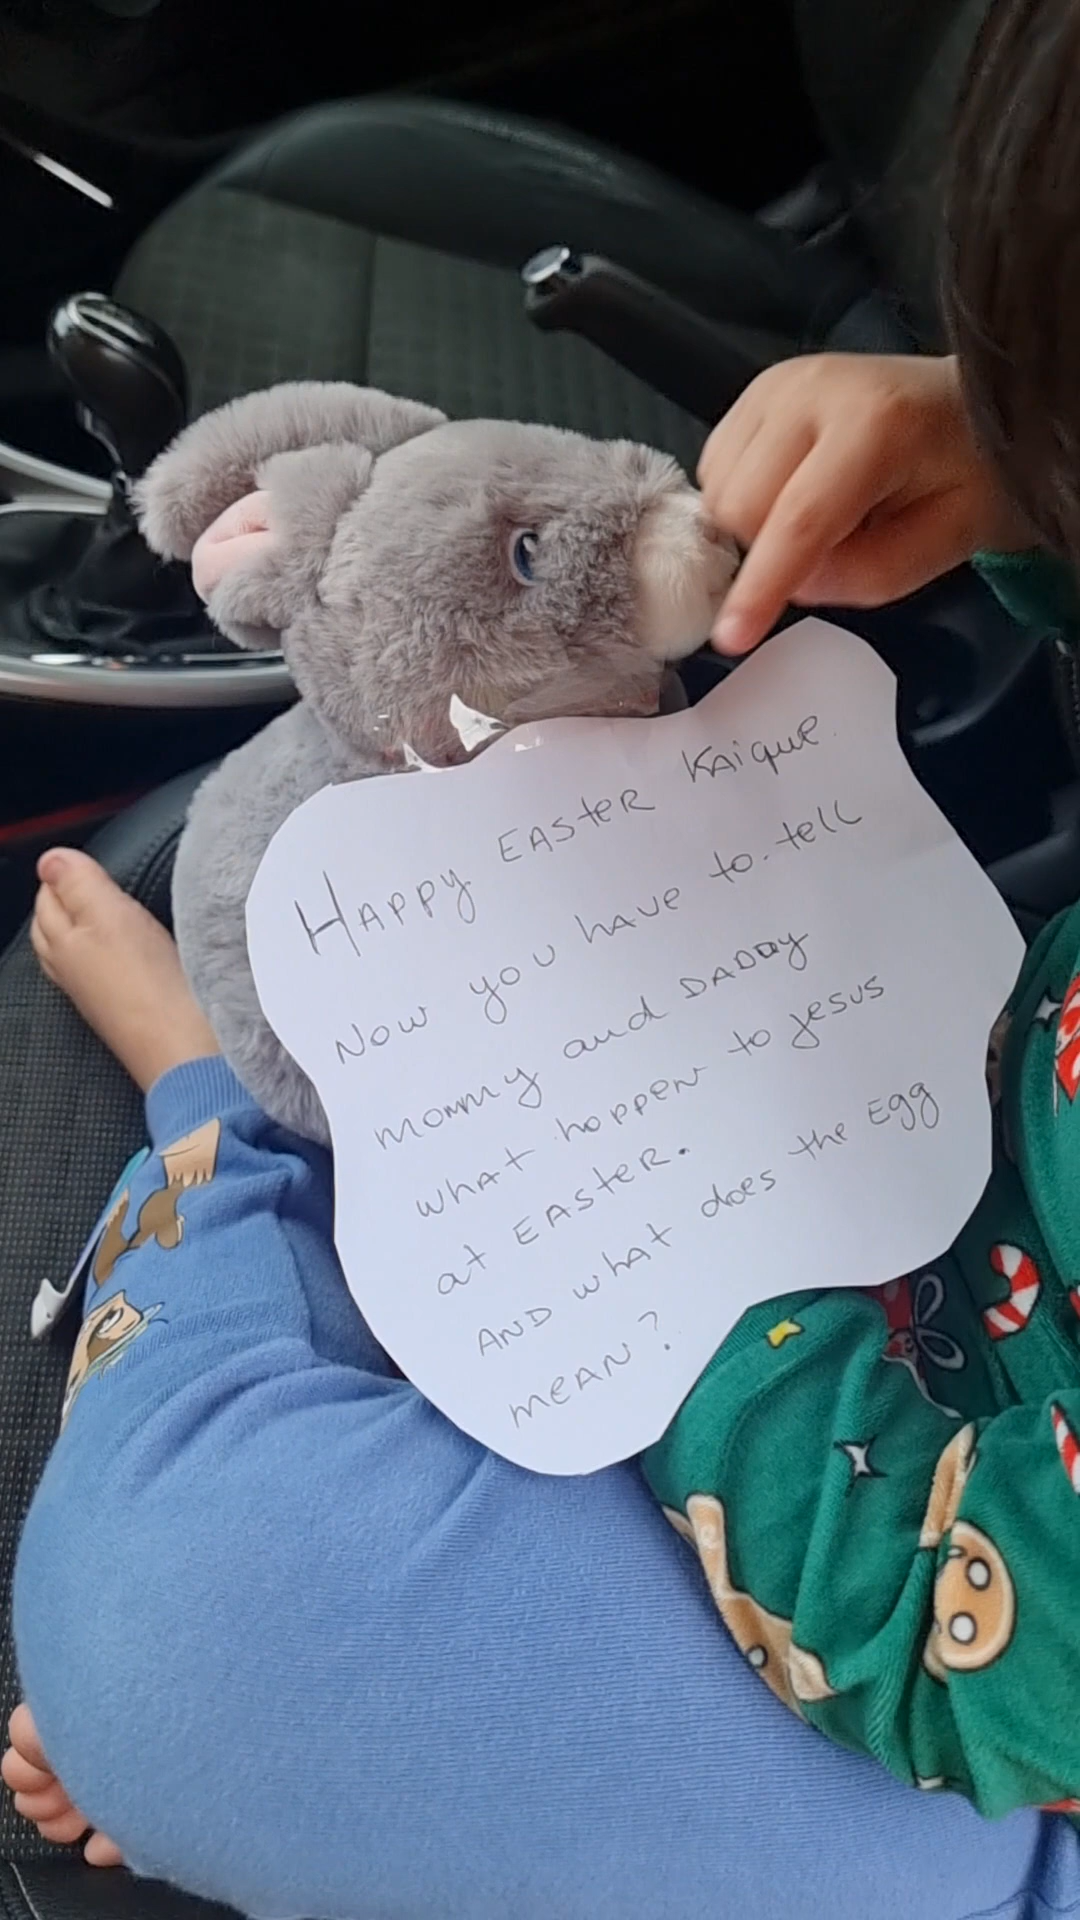 HAPPY EASTER KAique.
Now you have to tell
mommy and DADDy
what hoppen to jesus
at EASTER.
AND what does the Egg
meAN?